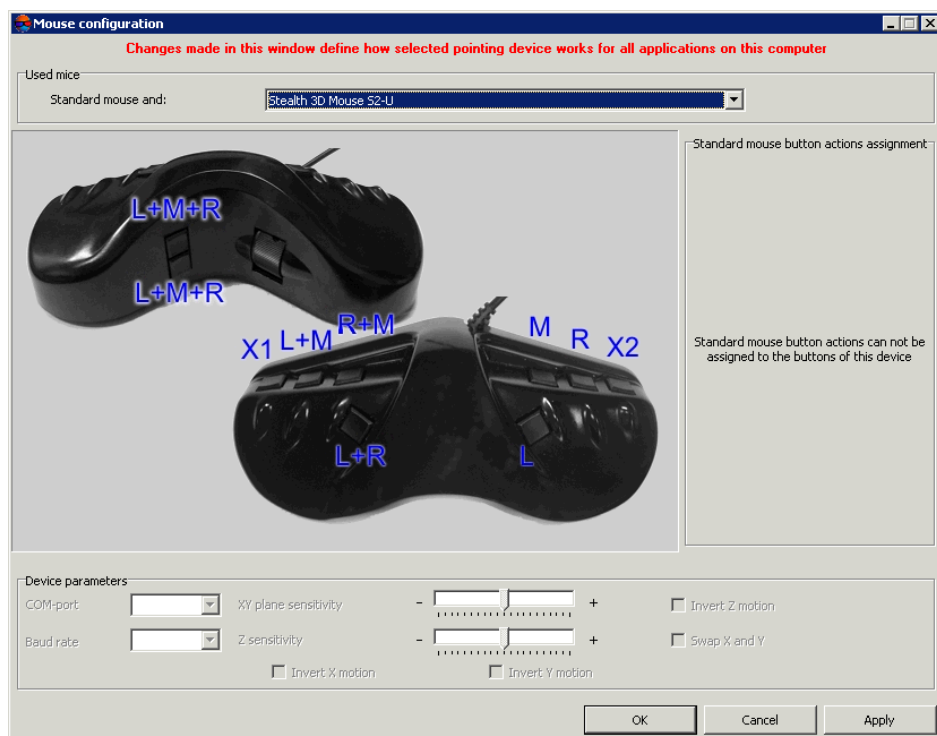 Mouse configuration
Changes made in this window define how selected pointing device works for all applications on this computer
Used mice
Standard mouse and:
Stealth 3D Mouse S2-U
Standard mouse button actions assignment
L+M+R
L+M+R
X1 L+M R+M M R X2
L+R L
Standard mouse button actions can not be
assigned to the buttons of this device
Device parameters
COM-port
XY plane sensitivity - +
Invert Z motion
Baud rate
Z sensitivity - +
Swap X and Y
Invert X motion
Invert Y motion
OK
Cancel
Apply